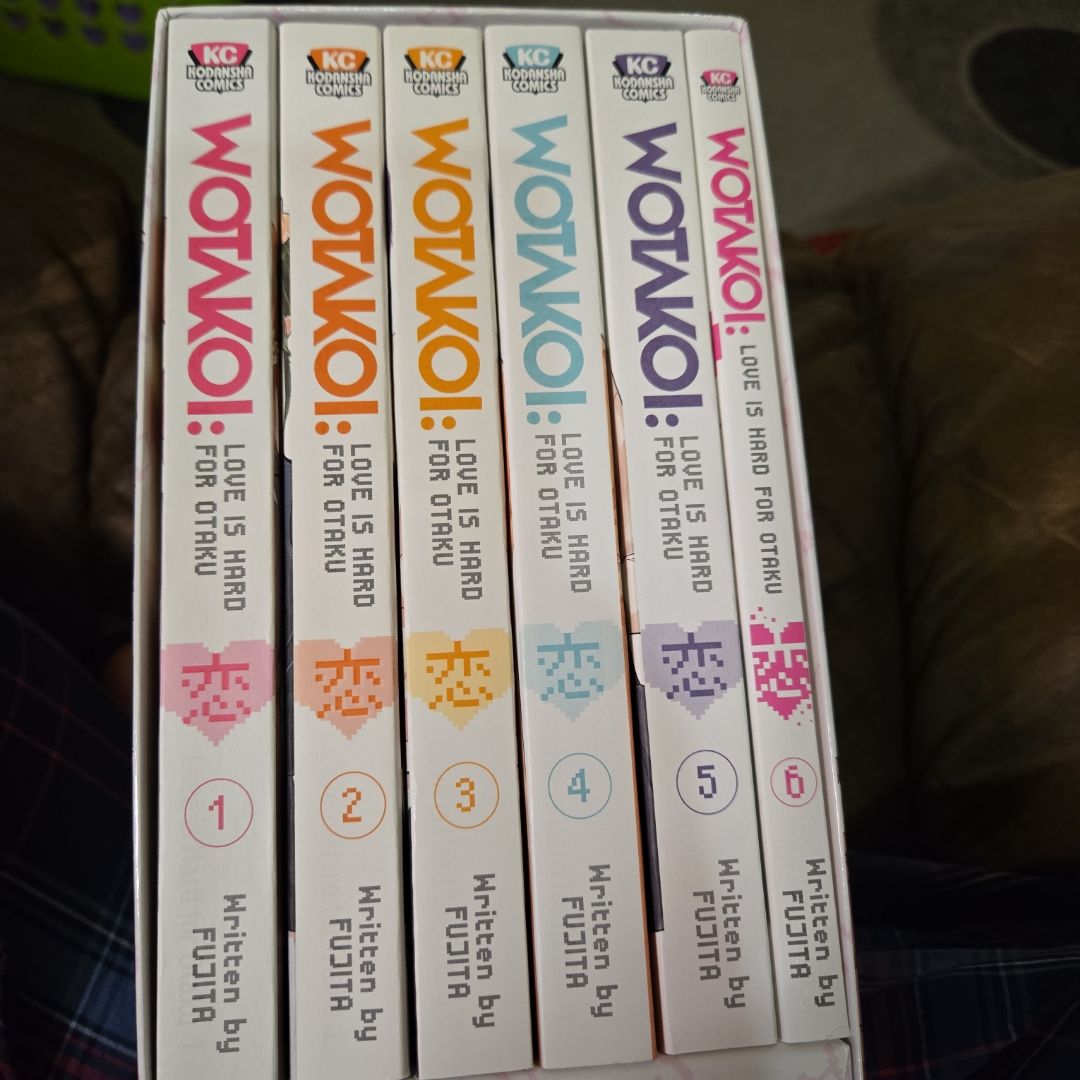 KC
KODANSHA
COMICS
WOTAKOI:
LOVE IS HARD
FOR OTAKU
恋
1
Written by
FUJITA
KC
KODANSHA
COMICS
WOTAKOI:
LOVE IS HARD
FOR OTAKU
恋
2
Written by
FUJITA
KC
KODANSHA
COMICS
WOTAKOI:
LOVE IS HARD
FOR OTAKU
恋
3
Written by
FUJITA
KC
KODANSHA
COMICS
WOTAKOI:
LOVE IS HARD
FOR OTAKU
恋
4
Written by
FUJITA
KC
KODANSHA
COMICS
WOTAKOI:
LOVE IS HARD
FOR OTAKU
恋
5
Written by
FUJITA
KC
KODANSHA
COMICS
WOTAKOI:
LOVE IS HARD FOR OTAKU
恋
6
Written by
FUJITA